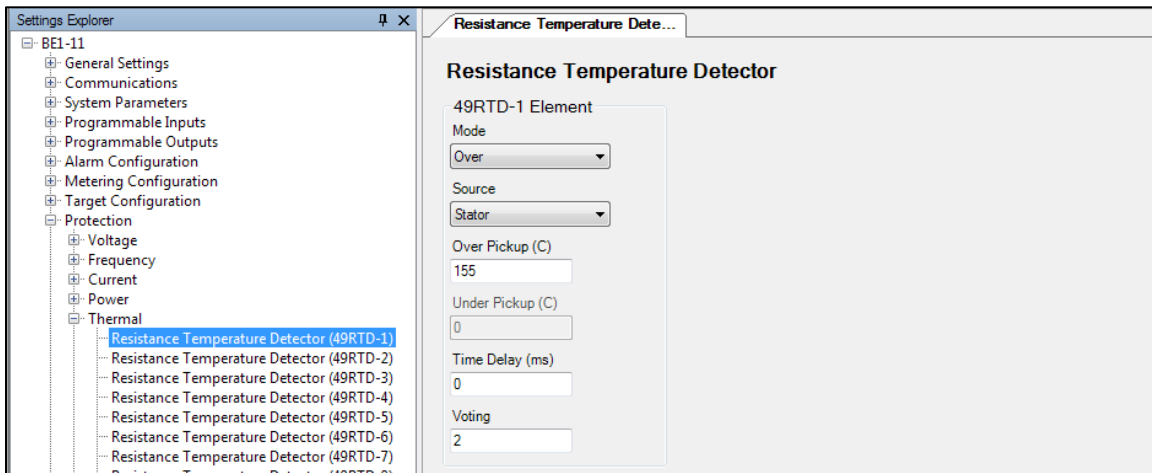 Settings Explorer
BE1-11
General Settings
Communications
System Parameters
Programmable Inputs
Programmable Outputs
Alarm Configuration
Metering Configuration
Target Configuration
Protection
Voltage
Frequency
Current
Power
Thermal
Resistance Temperature Detector (49RTD-1)
Resistance Temperature Detector (49RTD-2)
Resistance Temperature Detector (49RTD-3)
Resistance Temperature Detector (49RTD-4)
Resistance Temperature Detector (49RTD-5)
Resistance Temperature Detector (49RTD-6)
Resistance Temperature Detector (49RTD-7)
Resistance Temperature Dete...
Resistance Temperature Detector
49RTD-1 Element
Mode
Over
Source
Stator
Over Pickup (C)
155
Under Pickup (C)
0
Time Delay (ms)
0
Voting
2